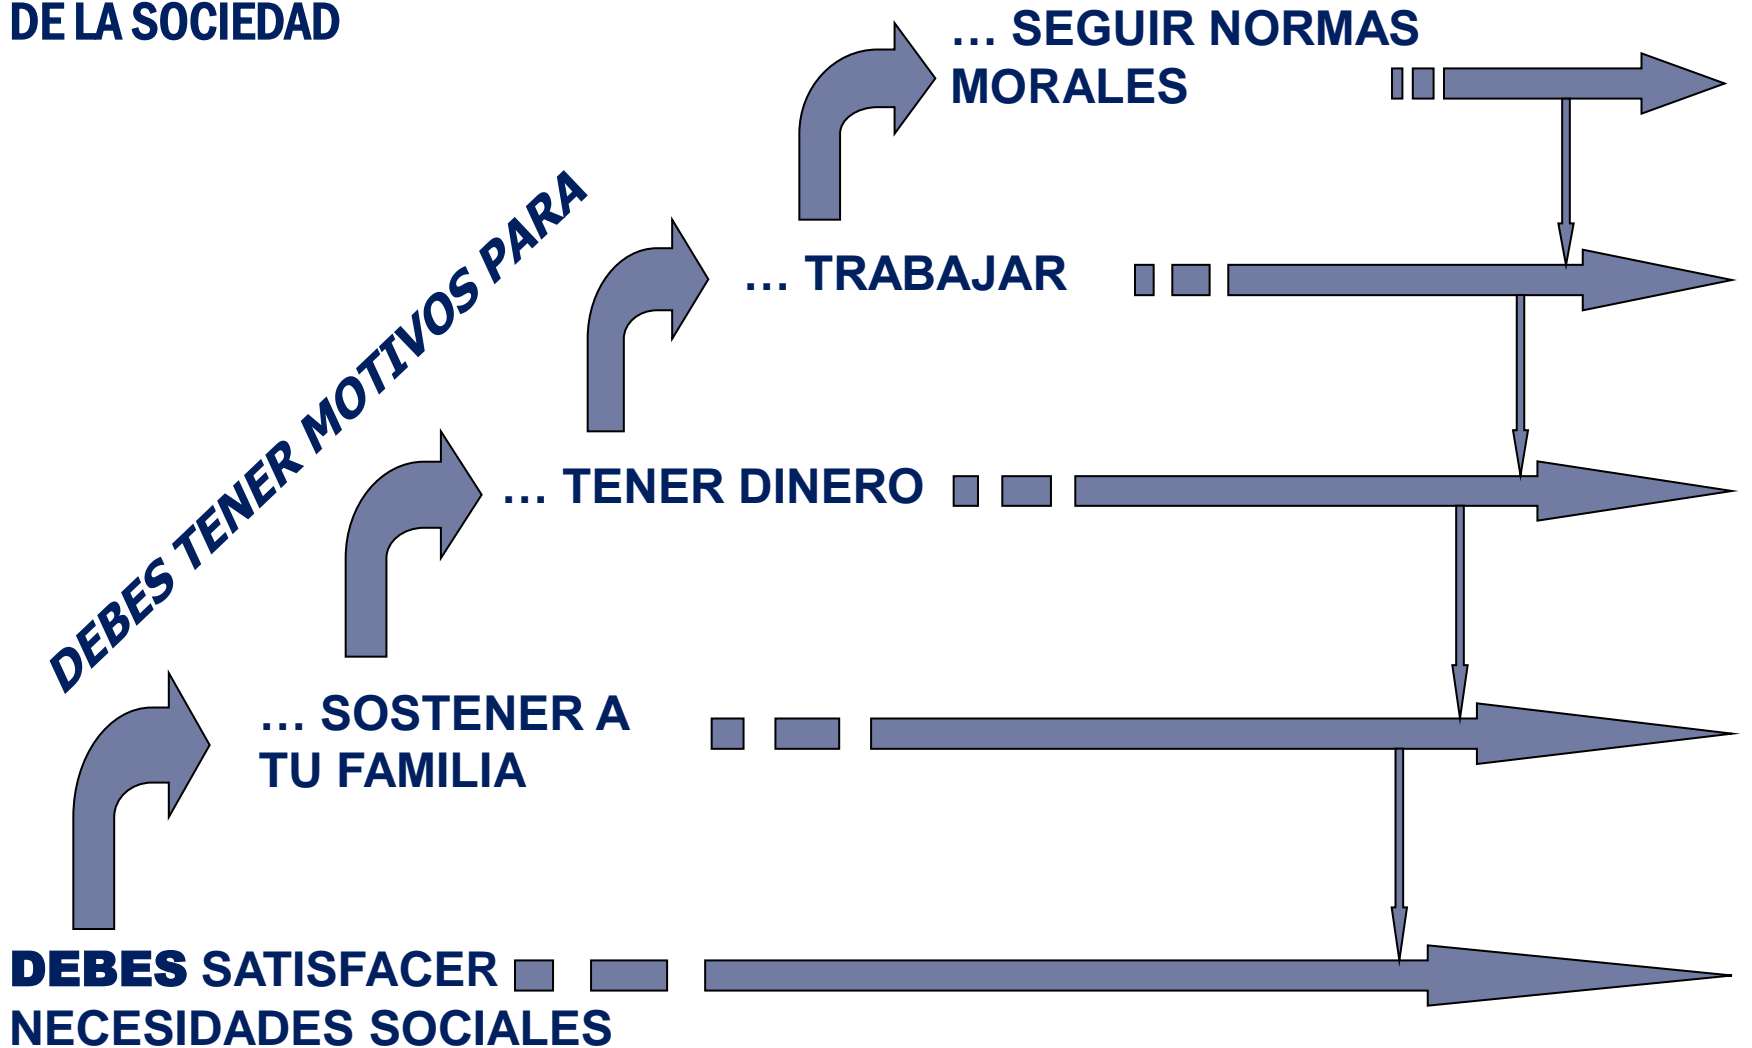 DE LA SOCIEDAD
… SEGUIR NORMAS
MORALES
DEBES TENER MOTIVOS PARA
… TRABAJAR
… TENER DINERO
… SOSTENER A
TU FAMILIA
DEBES SATISFACER
NECESIDADES SOCIALES